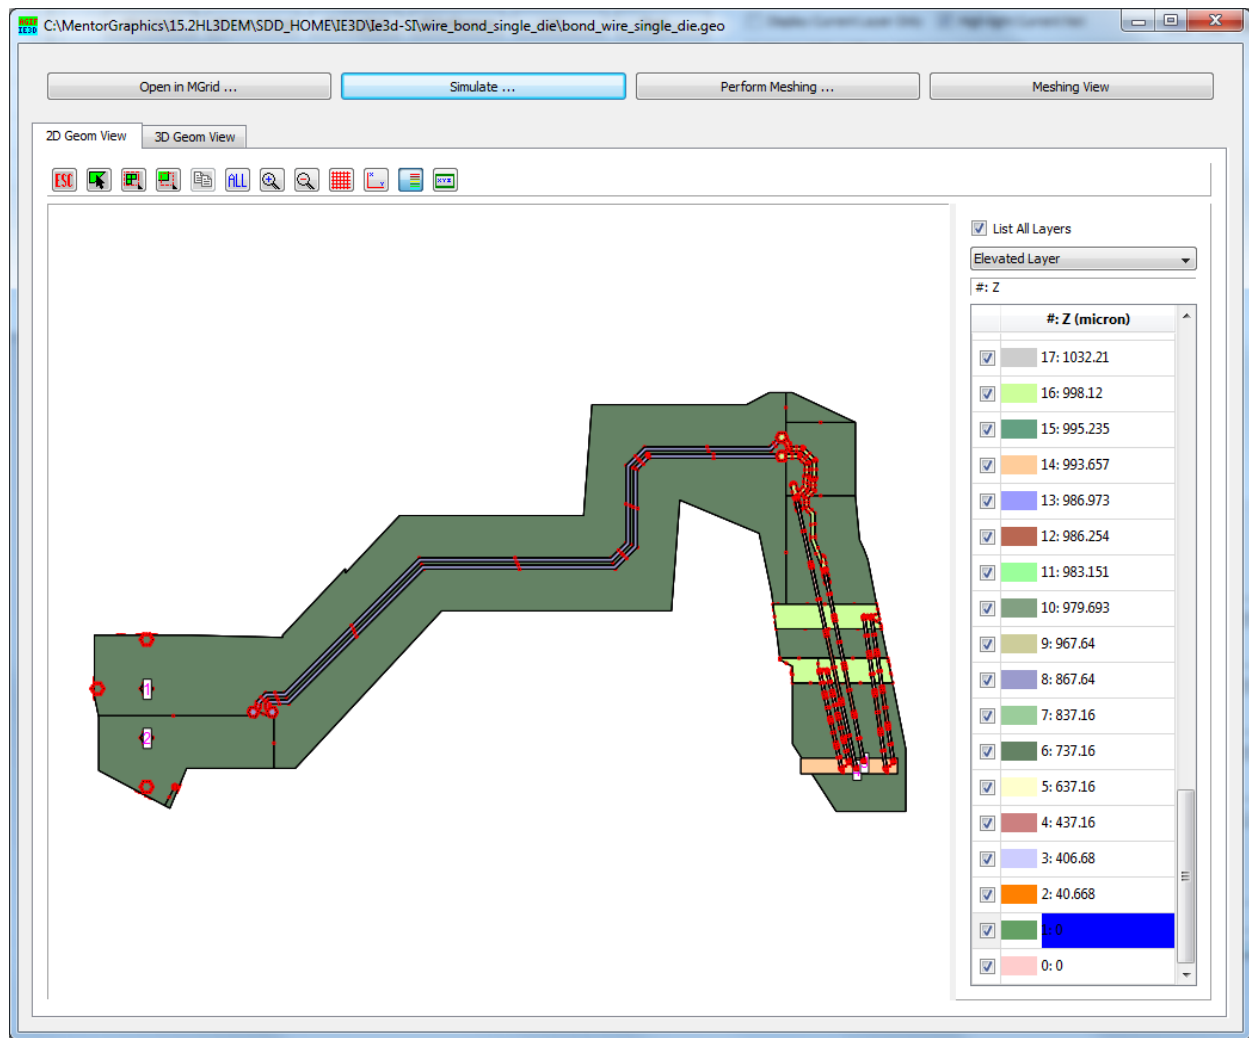 AGIF
IE3D
C:\MentorGraphics\15.2HL3DEM\SDD_HOME\IE3D\Ie3d-SI\wire_bond_single_die\bond_wire_single_die.geo
Open in MGrid ...
Simulate ...
Perform Meshing ...
Meshing View
2D Geom View
3D Geom View
ESC
ALL
X
Y
XYZ
List All Layers
Elevated Layer
#: Z
#: Z (micron)
17: 1032.21
16: 998.12
15: 995.235
14: 993.657
13: 986.973
12: 986.254
11: 983.151
10: 979.693
9: 967.64
8: 867.64
7: 837.16
6: 737.16
5: 637.16
4: 437.16
3: 406.68
2: 40.668
1: 0
0: 0
1
2